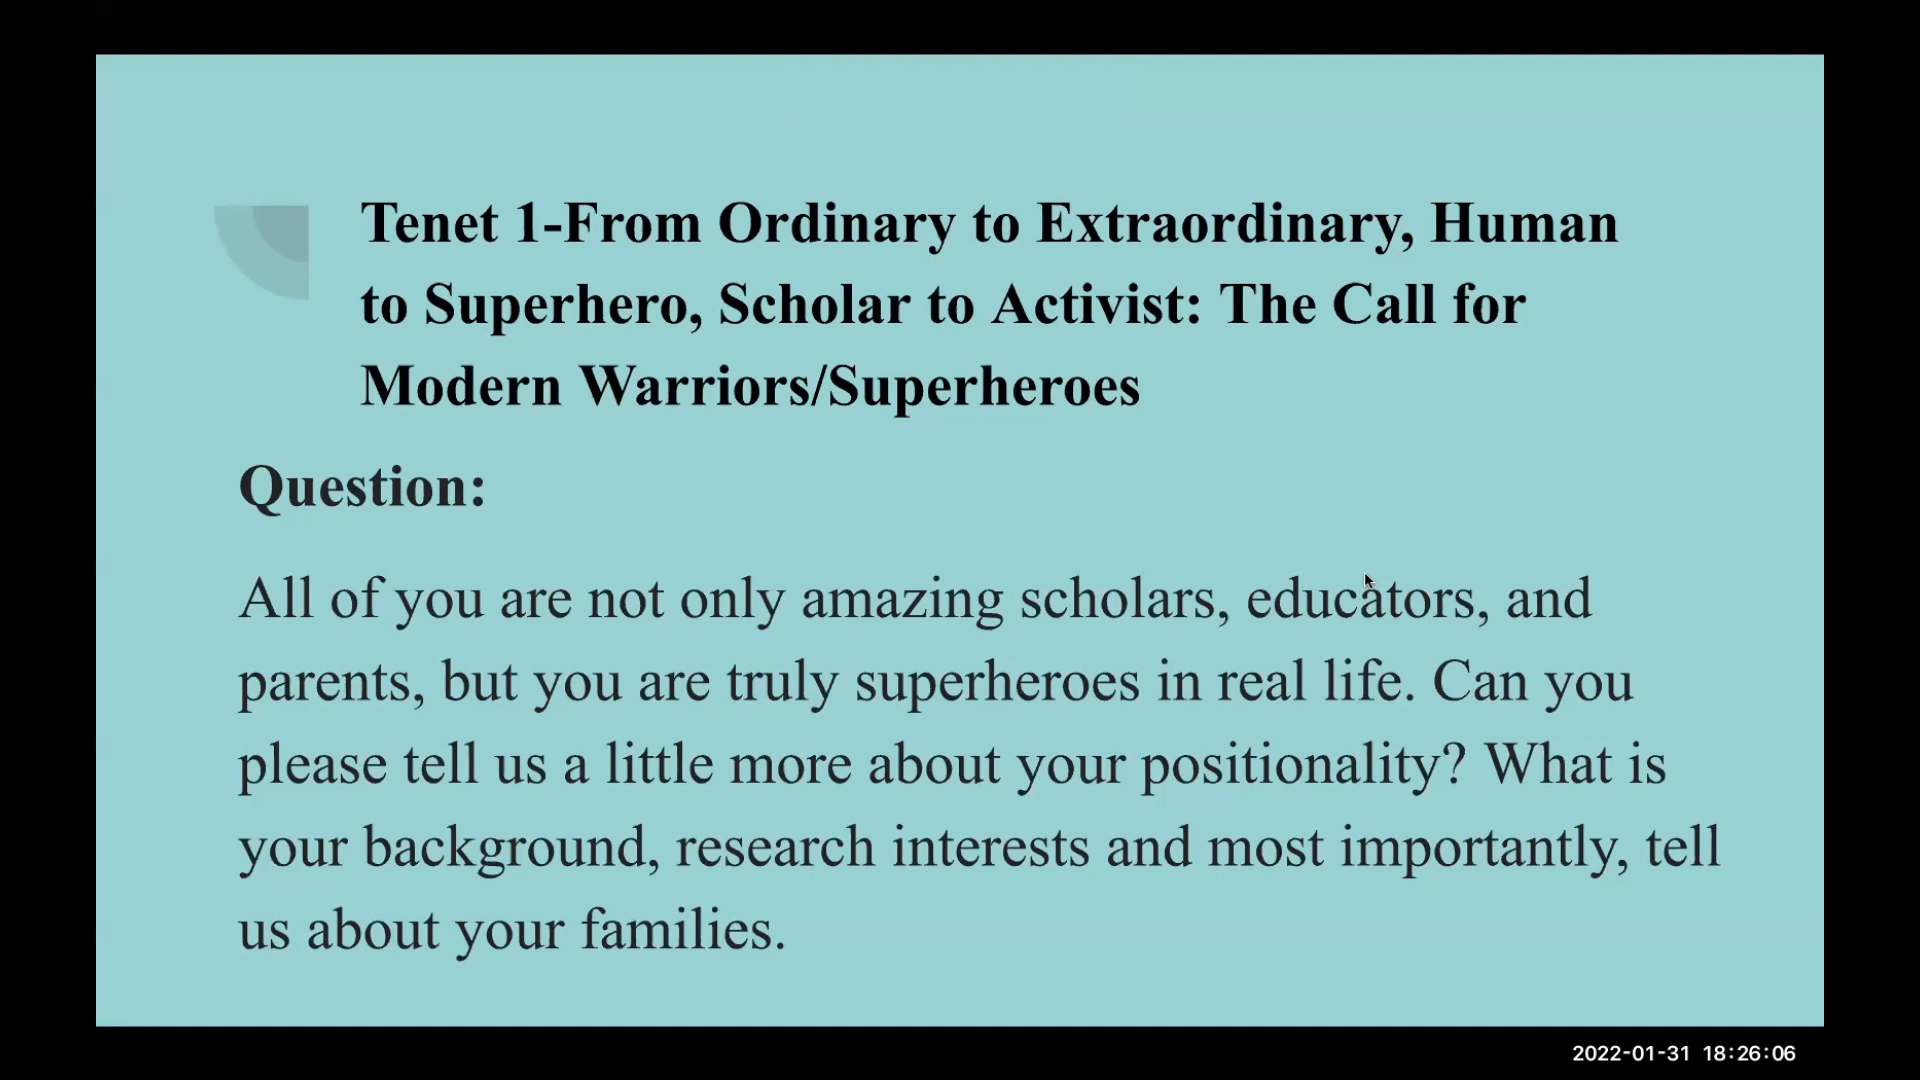 Tenet 1-From Ordinary to Extraordinary, Human
to Superhero, Scholar to Activist: The Call for
Modern Warriors/Superheroes
Question:
All of you are not only amazing scholars, educators, and
parents, but you are truly superheroes in real life. Can you
please tell us a little more about your positionality? What is
your background, research interests and most importantly, tell
us about your families.
2022-01-31 18:26:06